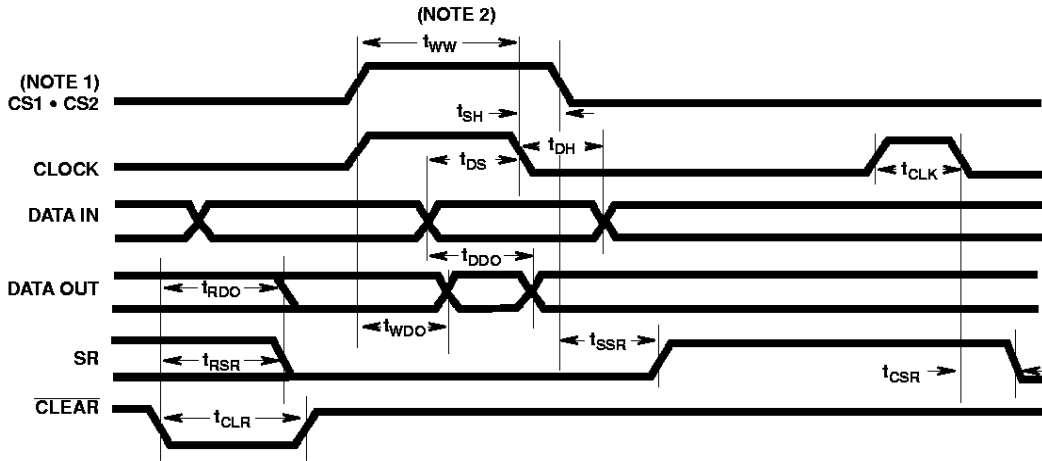 (NOTE 2)
tWW
(NOTE 1)
CS1 • CS2
tSH
CLOCK
tDS
tDH
tCLK
DATA IN
tDDO
DATA OUT
tRDO
tWDO
SR
tRSR
tSSR
tCSR
CLEAR
tCLR